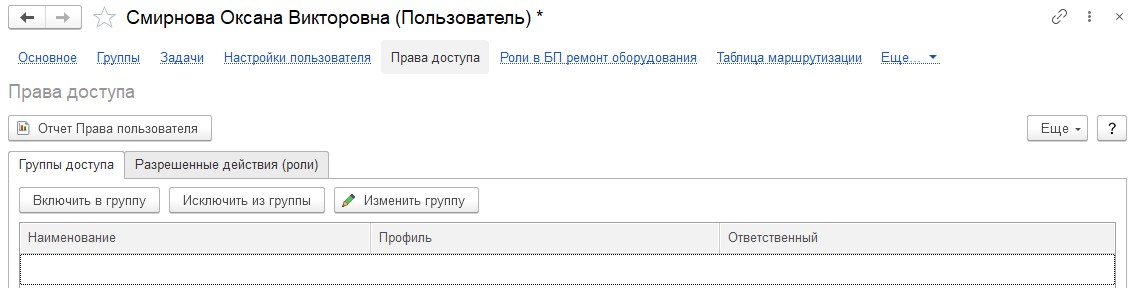 Смирнова Оксана Викторовна (Пользователь) *
Основное Группы Задачи Настройки пользователя Права доступа Роли в БП ремонт оборудования Таблица маршрутизации Еще...
Права доступа
Отчет Права пользователя Еще ?
Группы доступа Разрешенные действия (роли)
Включить в группу Исключить из группы Изменить группу
Наименование Профиль Ответственный